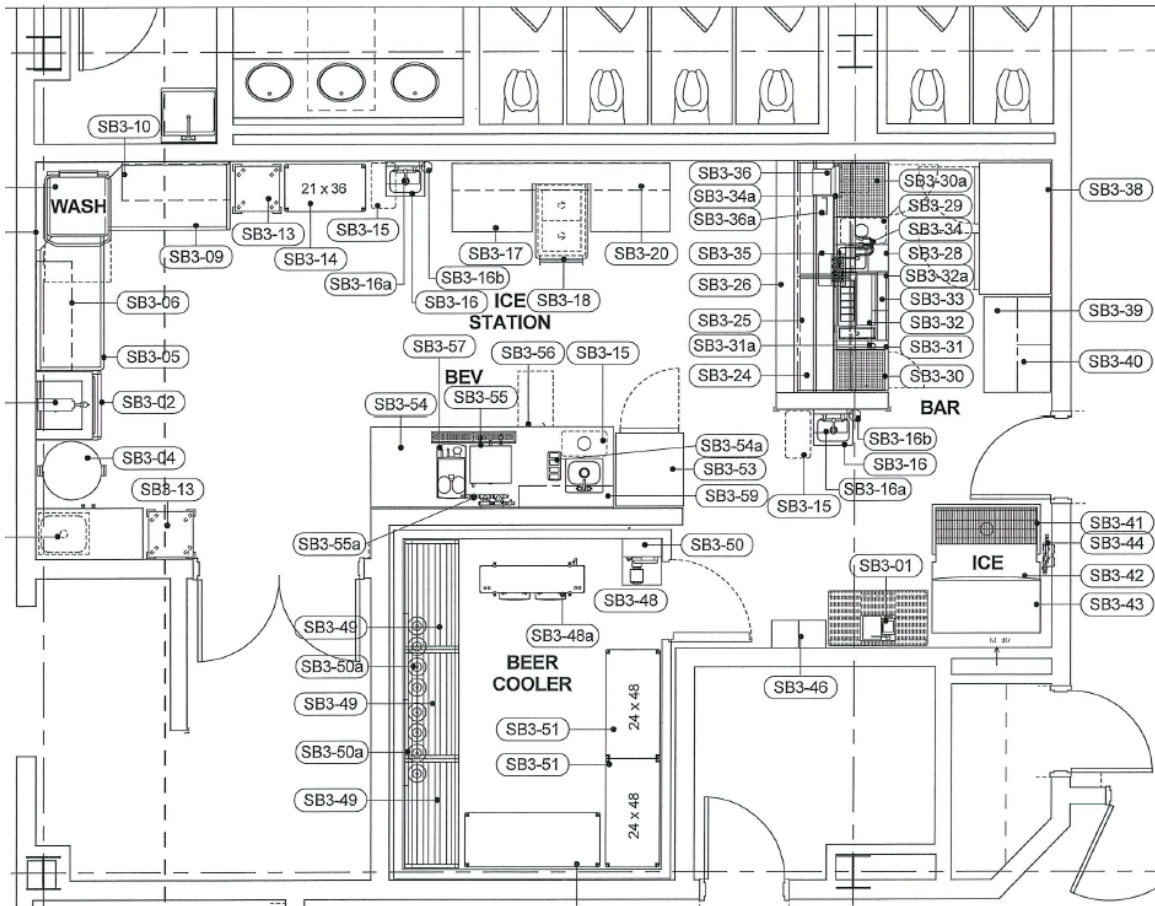 SB3-10
WASH
21 x 36
SB3-36
SB3-34a
SB3-36a
SB3-30a
SB3-38
SB3-29
SB3-13
SB3-15
SB3-34
SB3-09
SB3-14
SB3-17
SB3-20
SB3-35
SB3-28
SB3-16a
SB3-16b
SB3-16
SB3-18
SB3-26
SB3-32a
ICE
STATION
SB3-06
SB3-33
SB3-39
SB3-25
SB3-32
SB3-57
SB3-56
SB3-15
SB3-31a
SB3-31
SB3-05
SB3-40
BEV
SB3-55
SB3-24
SB3-30
SB3-02
SB3-54
BAR
SB3-54a
SB3-16b
SB3-04
SB3-53
SB3-16
SB3-13
SB3-59
SB3-15
SB3-16a
SB3-41
SB3-55a
SB3-50
SB3-44
ICE
SB3-01
SB3-42
SB3-48
SB3-43
SB3-49
SB3-48a
SB3-50a
BEER
COOLER
SB3-46
SB3-49
24 x 48
SB3-51
SB3-50a
SB3-51
SB3-49
24 x 48